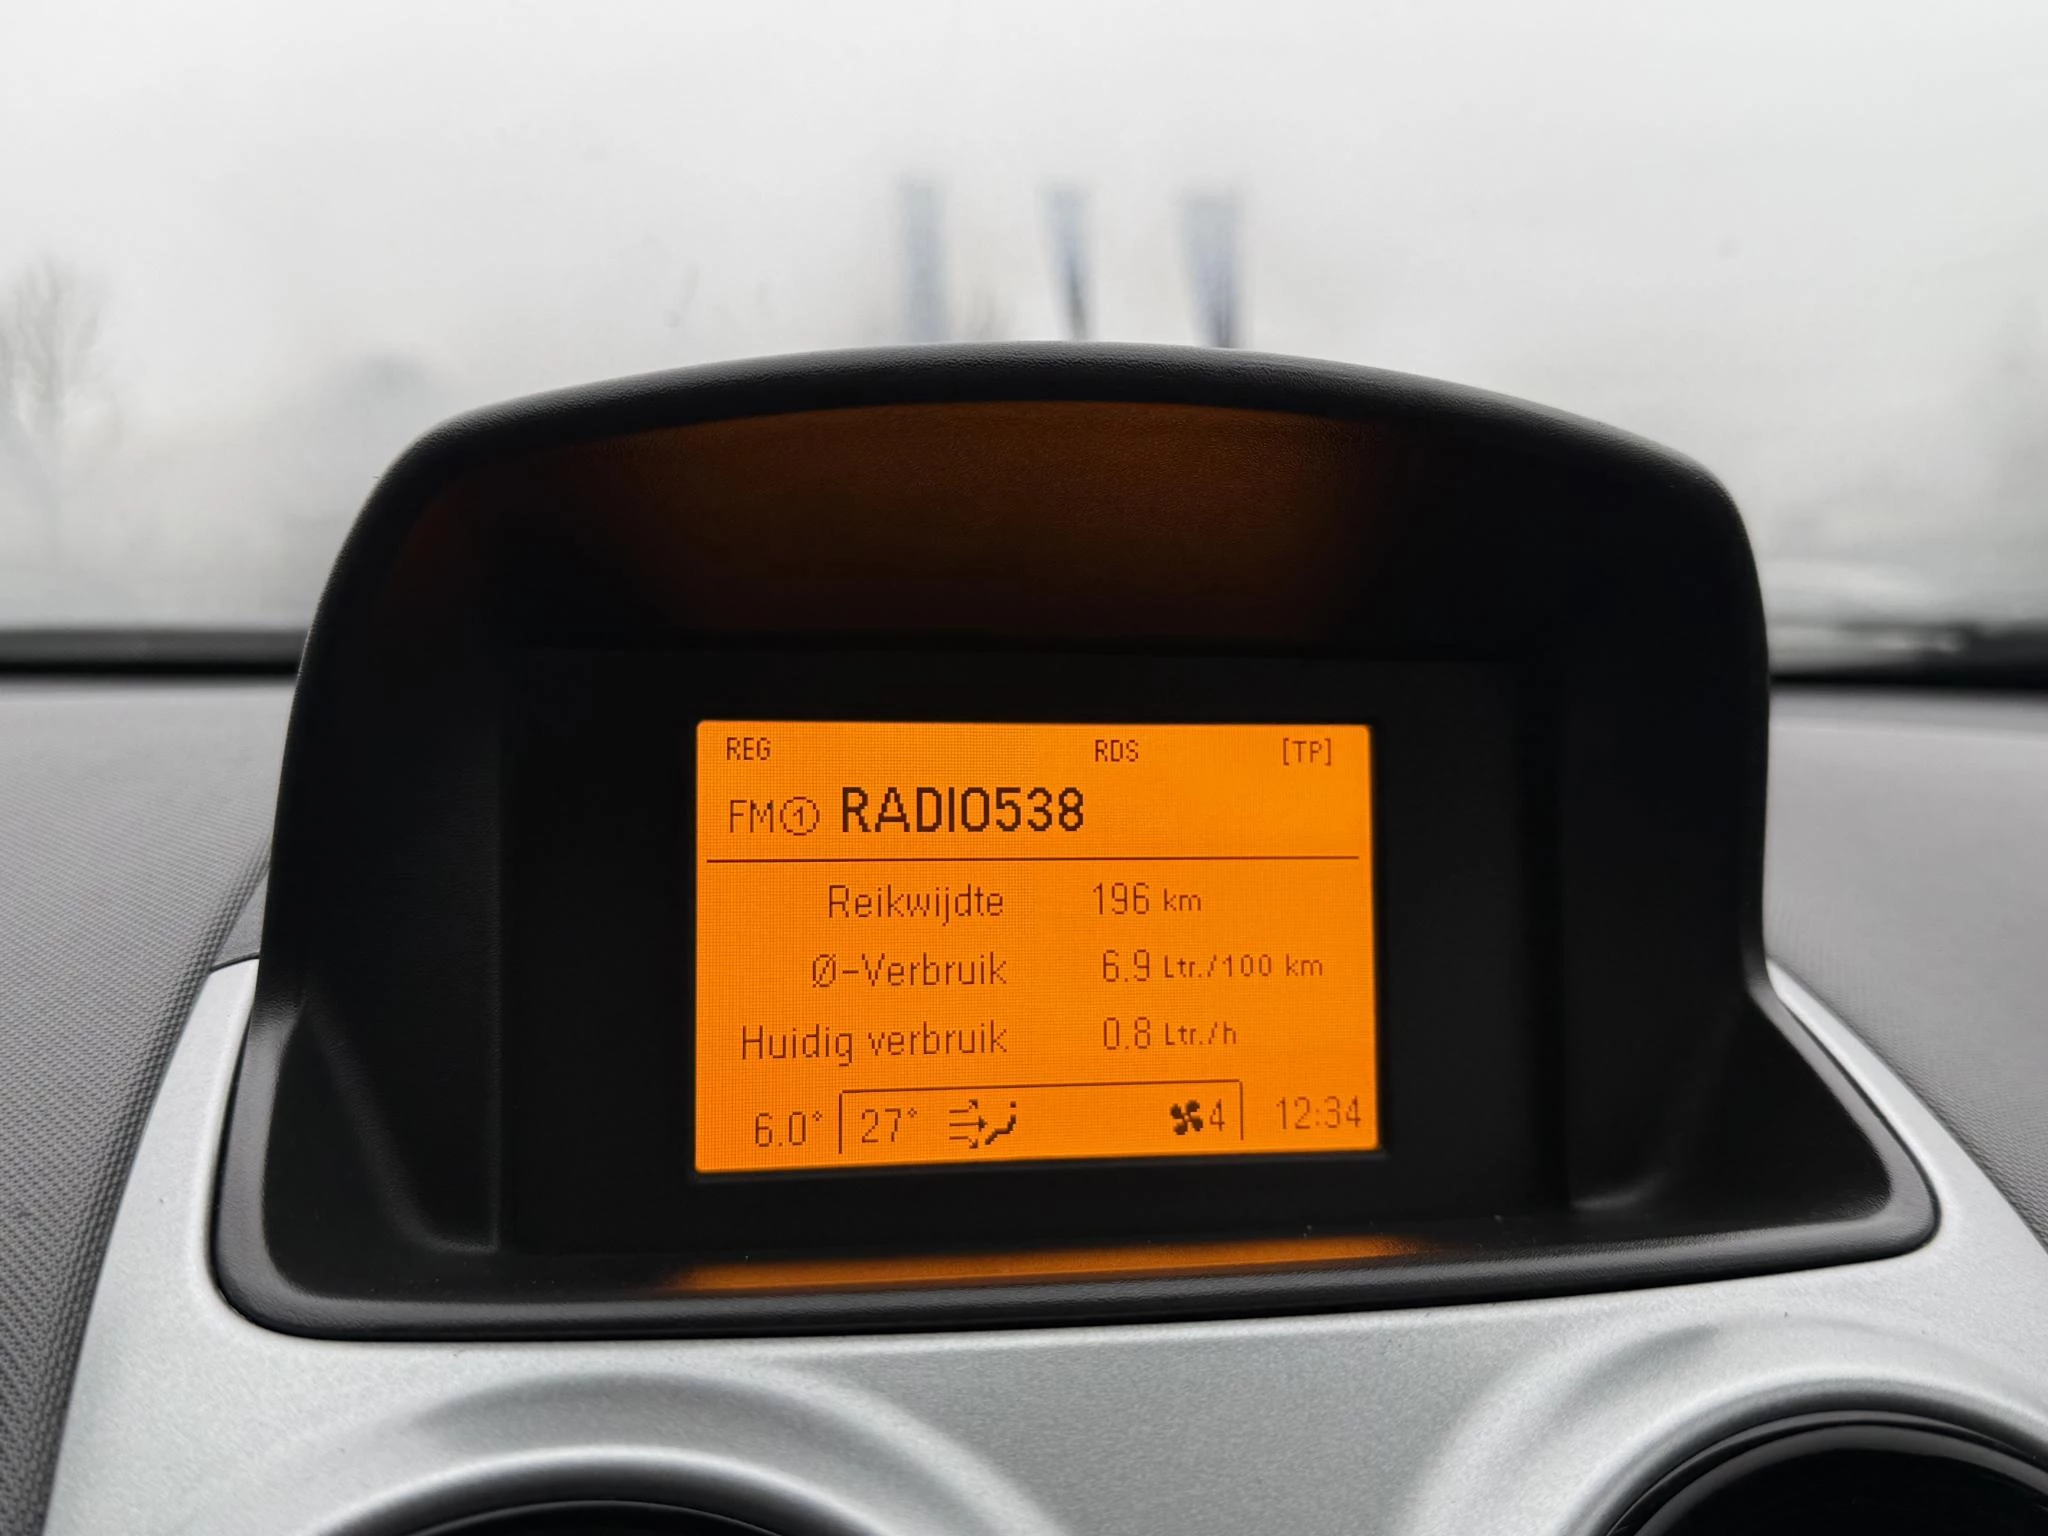 REG RDS [TP]
FM① RADIO538
Reikwijdte 196 km
Ø-Verbruik 6.9 Ltr./100 km
Huidig verbruik 0.8 Ltr./h
6.0° 27° 4 12:34